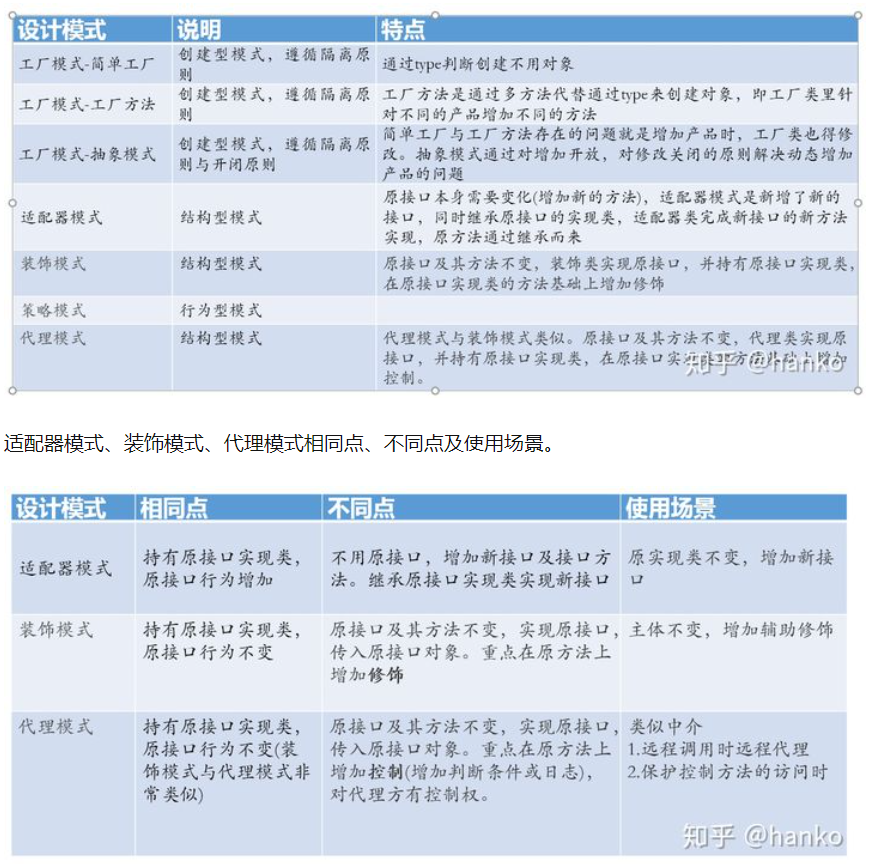 设计模式 说明 特点
工厂模式-简单工厂 创建型模式，遵循隔离原
则
通过type判断创建不用对象
工厂模式-工厂方法 创建型模式，遵循隔离原
则
工厂方法是通过多方法代替通过type来创建对象，即工厂类里针
对不同的产品增加不同的方法
工厂模式-抽象模式 创建型模式，遵循隔离原
则与开闭原则
简单工厂与工厂方法存在的问题就是增加产品时，工厂类也得修
改。抽象模式通过对增加开放，对修改关闭的原则解决动态增加
产品的问题
适配器模式 结构型模式
原接口本身需要变化(增加新的方法)，适配器模式是新增了新的
接口，同时继承原接口的实现类，适配器类完成新接口的新方法
实现，原方法通过继承而来
装饰模式 结构型模式
原接口及其方法不变，装饰类实现原接口，并持有原接口实现类，
在原接口实现类的方法基础上增加修饰
策略模式 行为型模式
代理模式 结构型模式
代理模式与装饰模式类似。原接口及其方法不变，代理类实现原
接口，并持有原接口实现类，在原接口实现类方法基础上增加
控制。
知乎 @hanko
适配器模式、装饰模式、代理模式相同点、不同点及使用场景。
设计模式 相同点 不同点 使用场景
适配器模式
持有原接口实现类，
原接口行为增加
不用原接口，增加新接口及接口方
法。继承原接口实现类实现新接口
原实现类不变，增加新接
口
装饰模式
持有原接口实现类，
原接口行为不变
原接口及其方法不变，实现原接口，
传入原接口对象。重点在原方法上
增加修饰
主体不变，增加辅助修饰
代理模式
持有原接口实现类，
原接口行为不变(装
饰模式与代理模式非
常类似)
原接口及其方法不变，实现原接口，
传入原接口对象。重点在原方法上
增加控制(增加判断条件或日志)，
对代理方有控制权。
类似中介
1.远程调用时远程代理
2.保护控制方法的访问时
知乎 @hanko